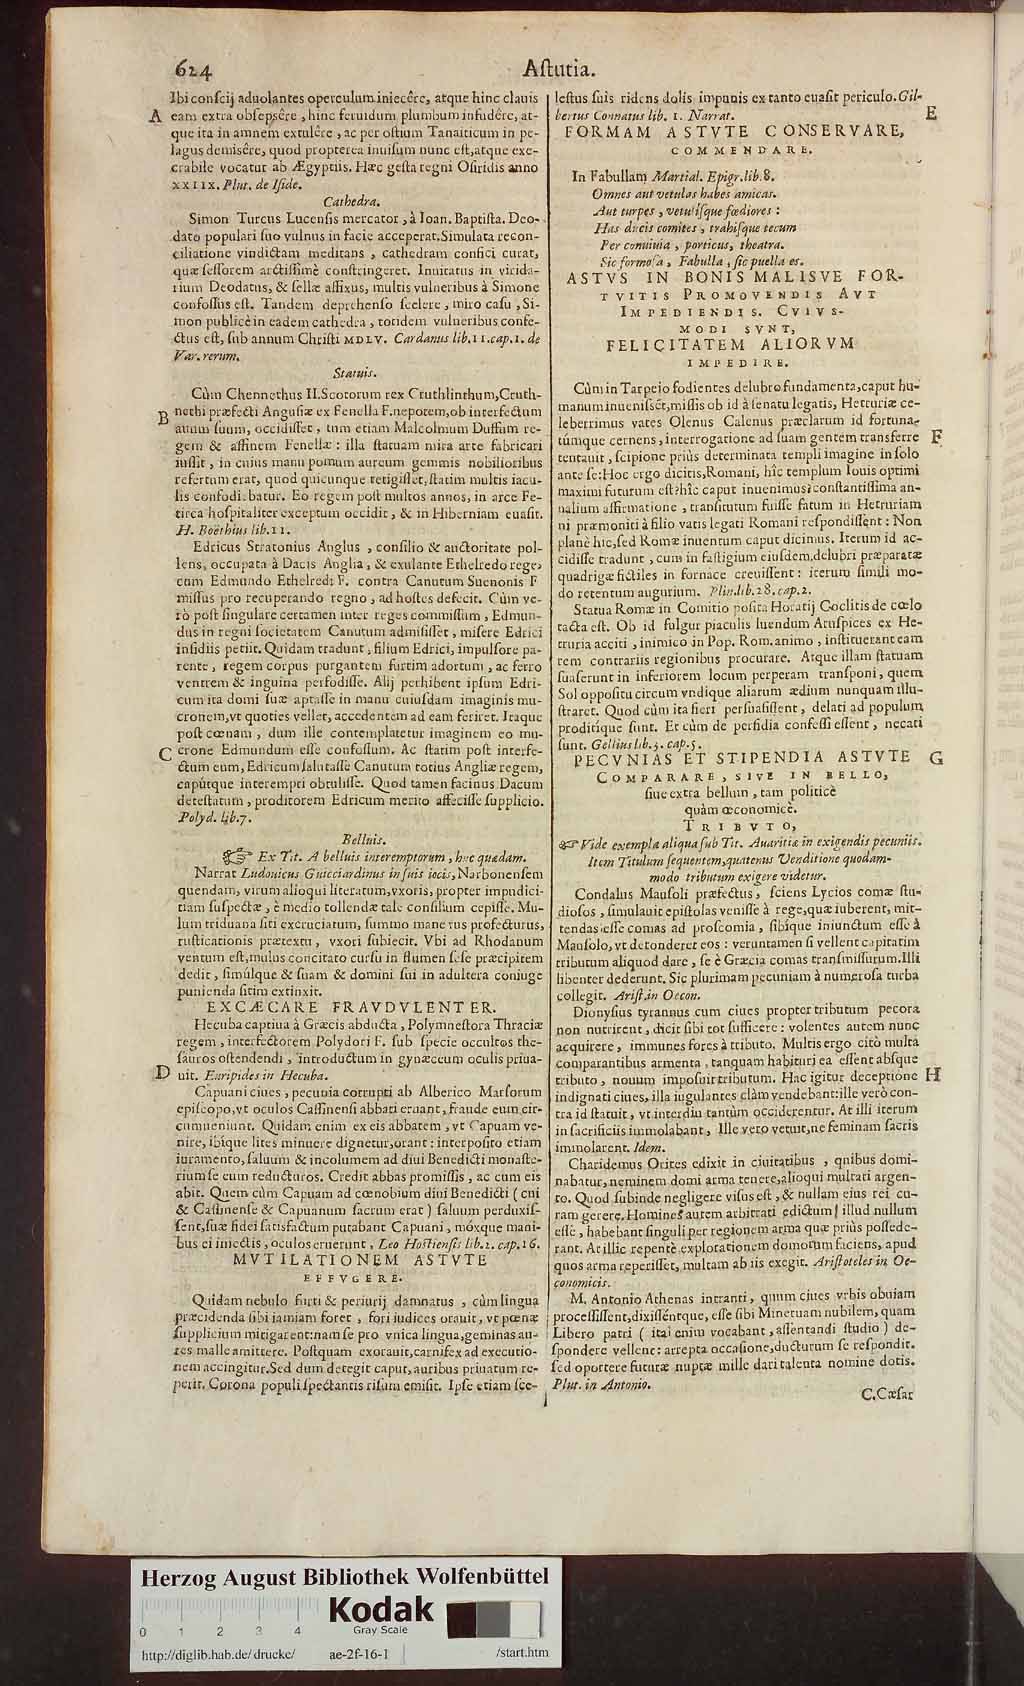 624
Astutia.
Ibi conscij aduolantes operculum iniecêre, atque hinc clauis
A eam extra obsepsêre, hinc feruidum plumbum infudêre, at-
que ita in amnem extulêre, ac per ostium Tanaiticum in pe-
lagus demisêre, quod propterea inuisum nunc est, atque exe-
crabile vocatur ab Ægyptiis. Hæc gesta regni Osiridis anno
XXIIX. Plut. de Iside.
Cathedra.
Simon Turcus Lucensis mercator, à Ioan. Baptista Deo-
dato populari suo vulnus in facie acceperat. Simulata recon-
ciliatione vindictam meditans, cathedram confici curat,
quæ sessorem arctissimè constringeret. Inuitatus in virida-
rium Deodatus, & sellæ affixus, multis vulneribus à Simone
confossus est. Tandem deprehenso scelere, miro casu, Si-
mon publicè in eadem cathedra, totidem vulneribus confe-
ctus est, sub annum Christi MDLV. Cardanus lib. 11. cap. 1. de
Var. rerum.
Statuis.
Cùm Chennethus II. Scotorum rex Cruthlinthum, Cruth-
B nethi præfecti Angusiæ ex Fenella F. nepotem, ob interfectum
auum suum, occidisset, tum etiam Malcolmum Duffum re-
gem & affinem Fenellæ: illa statuam mira arte fabricari
iussit, in cuius manu pomum aureum gemmis nobilioribus
refertum erat, quod quicunque tetigisset, statim multis iacu-
lis confodiebatur. Eo regem post multos annos, in arce Fe-
tirca hospitaliter exceptum occidit, & in Hiberniam euasit.
H. Boëthius lib. 11.
Edricus Stratonius Anglus, consilio & auctoritate pol-
lens, occupata à Dacis Anglia, & exulante Ethelredo rege,
cum Edmundo Ethelredi F. contra Canutum Suenonis F
missus pro recuperando regno, ad hostes defecit. Cùm ve-
rò post singulare certamen inter reges commissum, Edmun-
dus in regni societatem Canutum admisisset, misere Edrici
insidiis petiit. Quidam tradunt, filium Edrici, impulsore pa-
rente, regem corpus purgantem furtim adortum, ac ferro
ventrem & inguina perfodisse. Alij perhibent ipsum Edri-
cum ita domi suæ aptasse in manu cuiusdam imaginis mu-
cronem, vt quoties vellet, accedentem ad eam feriret. Itaque
post cœnam, dum ille contemplatur imaginem eo mu-
C crone Edmundum esse confossum. Ac statim post interfe-
ctum eum, Edricum salutasse Canutum totius Angliæ regem,
capútque interempti obtulisse. Quod tamen facinus Dacum
detestatum, proditorem Edricum merito affecisse supplicio.
Polyd. lib. 7.
Belluis.
☞ Ex Tit. A belluis interemptorum, huc quædam.
Narrat Ludouicus Guicciardinus in suis iocis, Narbonensem
quendam, virum alioqui literatum, vxoris, propter impudici-
tiam suspectæ, è medio tollendæ tale consilium cepisse. Mu-
lum triduana siti excruciatum, summo mane rus profecturus,
rusticationis prætextu, vxori subiecit. Vbi ad Rhodanum
ventum est, mulus concitato cursu in flumen sese præcipitem
dedit, simúlque & suam & domini sui in adultera coniuge
punienda sitim extinxit.
EXCÆCARE FRAVDVLENTER.
Hecuba captiua à Græcis abducta, Polymnestora Thraciæ
regem, interfectorem Polydori F. sub specie occultos the-
sauros ostendendi, introductum in gynæceum oculis priua-
D uit. Euripides in Hecuba.
Capuani ciues, pecunia corrupti ab Alberico Marsorum
episcopo, vt oculos Cassinensi abbati eruant, fraude eum cir-
cumueniunt. Quidam enim ex eis abbatem, vt Capuam ve-
nire, ibíque lites minuere dignetur, orant: interposito etiam
iuramento, saluum & incolumem ad diui Benedicti monaste-
rium se eum reducturos. Credit abbas promissis, ac cum eis
abit. Quem cùm Capuam ad cœnobium diui Benedicti (cui
& Cassinense & Capuanum sacrum erat) saluum perduxis-
sent, suæ fidei satisfactum putabant Capuani, móxque mani-
bus ei iniectis, oculos eruerunt, Leo Hostiensis lib. 2. cap. 16.
MVTILATIONEM ASTVTE
EFFVGERE.
Quidam nebulo furti & periurij damnatus, cùm lingua
præcidenda sibi iamiam foret, fori iudices orauit, vt pœnæ
supplicium mitigarent: nam se pro vnica lingua, geminas au-
res malle amittere. Postquam exorauit, carnifex ad executio-
nem accingitur. Sed dum detegit caput, auribus priuatum re-
perit. Corona populi spectantis risum emisit. Ipse etiam sce-
lestus suis ridens dolis impunis ex tanto euasit periculo. Gil-
bertus Cognatus lib. 1. Narrat. E
FORMAM ASTVTE CONSERVARE,
COMMENDARE.
In Fabullam Martial. Epigr. lib. 8.
Omnes aut vetulas habes amicas.
Aut turpes, vetulisque fœdiores:
Has ducis comites, trahisque tecum
Per conuiuia, porticus, theatra.
Sic formosa, Fabulla, sic puella es.
ASTVS IN BONIS MALISVE FOR-
TVITIS PROMOVENDIS AVT
IMPEDIENDIS. CVIVS-
MODI SVNT,
FELICITATEM ALIORVM
IMPEDIRE.
Cùm in Tarpeio fodientes delubro fundamenta, caput hu-
manum inuenissét, missis ob id à senatu legatis, Hetruriæ ce-
leberrimus vates Olenus Calenus præclarum id fortuna-
túmque cernens, interrogatione ad suam gentem transferre F
tentauit, scipione priùs determinata templi imagine in solo
ante se: Hoc ergo dicitis, Romani, hîc templum Iouis optimi
maximi futurum est? hîc caput inuenimus? constantissima an-
nalium affirmatione, transiturum fuisse fatum in Hetruriam
ni præmoniti à filio vatis legati Romani respondissent: Non
planè hîc, sed Romæ inuentum caput dicimus. Iterum id ac-
cidisse tradunt, cum in fastigium eiusdem delubri præparatæ
quadrigæ fictiles in fornace creuissent: iterum simili mo-
do retentum augurium. Plin. lib. 28. cap. 2.
Statua Romæ in Comitio posita Horatij Coclitis de cœlo
tacta est. Ob id fulgur piaculis luendum Aruspices ex He-
truria acciti, inimico in Pop. Rom. animo, instituerant eam
rem contrariis regionibus procurare. Atque illam statuam
suaserunt in inferiorem locum perperam transponi, quem
Sol oppositu circum vndique aliarum ædium nunquam illu-
straret. Quod cùm ita fieri persuasissent, delati ad populum
proditíque sunt. Et cùm de perfidia confessi essent, necati
sunt. Gellius lib. 3. cap. 5.
PECVNIAS ET STIPENDIA ASTVTE G
COMPARARE, SIVE IN BELLO,
siue extra bellum, tam politicè
quàm œconomicè.
TRIBVTO,
☞ Vide exempla aliqua sub Tit. Auaritiæ in exigendis pecuniis.
Item Titulum sequentem, quatenus Venditione quodam-
modo tributum exigere videtur.
Condalus Mausoli præfectus, sciens Lycios comæ stu-
diosos, simulauit epistolas venisse à rege, quæ iuberent, mit-
tendas esse comas ad proscomia, sibíque iniunctum esse à
Mausolo, vt detonderet eos: veruntamen si vellent capitatim
tributum aliquod dare, se è Græcia comas transmissurum. Illi
libenter dederunt. Sic plurimam pecuniam à numerosa turba
collegit. Arist. in Oecon.
Dionysius tyrannus cum ciues propter tributum pecora
non nutrirent, dicit sibi tot sufficere: volentes autem nunc
acquirere, immunes fores à tributo. Multis ergo citò multa
comparantibus armenta, tanquam habituri ea essent absque
tributo, nouum imposuit tributum. Hac igitur deceptione H
indignati ciues, illa iugulantes clàm vendebant: ille verò con-
tra id statuit, vt interdiu tantùm occiderentur. At illi iterum
in sacrificiis immolabant, Ille vero vetuit, ne feminam sacris
immolarent. Idem.
Charidemus Orites edixit in ciuitatibus, quibus domi-
nabatur, neminem domi arma tenere, alioqui multari argen-
to. Quod subinde negligere visus est, & nullam eius rei cu-
ram gerere. Homines autem arbitrati edictum illud nullum
esse, habebant singuli per regionem arma quæ priùs possede-
rant. At illic repentè explorationem domorum faciens, apud
quos arma reperisset, multam ab iis exegit. Aristoteles in Oe-
conomicis.
M. Antonio Athenas intranti, quum ciues vrbis obuiam
processissent, dixissentque, esse sibi Mineruam nubilem, quam
Libero patri (ita enim vocabant, assentandi studio) de-
spondere vellent: arrepta occasione, ducturum se respondit.
sed oportere futuræ nuptæ mille dari talenta nomine dotis.
Plut. in Antonio.
C. Cæsar
Herzog August Bibliothek Wolfenbüttel
0 1 2 3 4
Kodak
Gray Scale
http://diglib.hab.de/drucke/ ae-2f-16-1 /start.htm